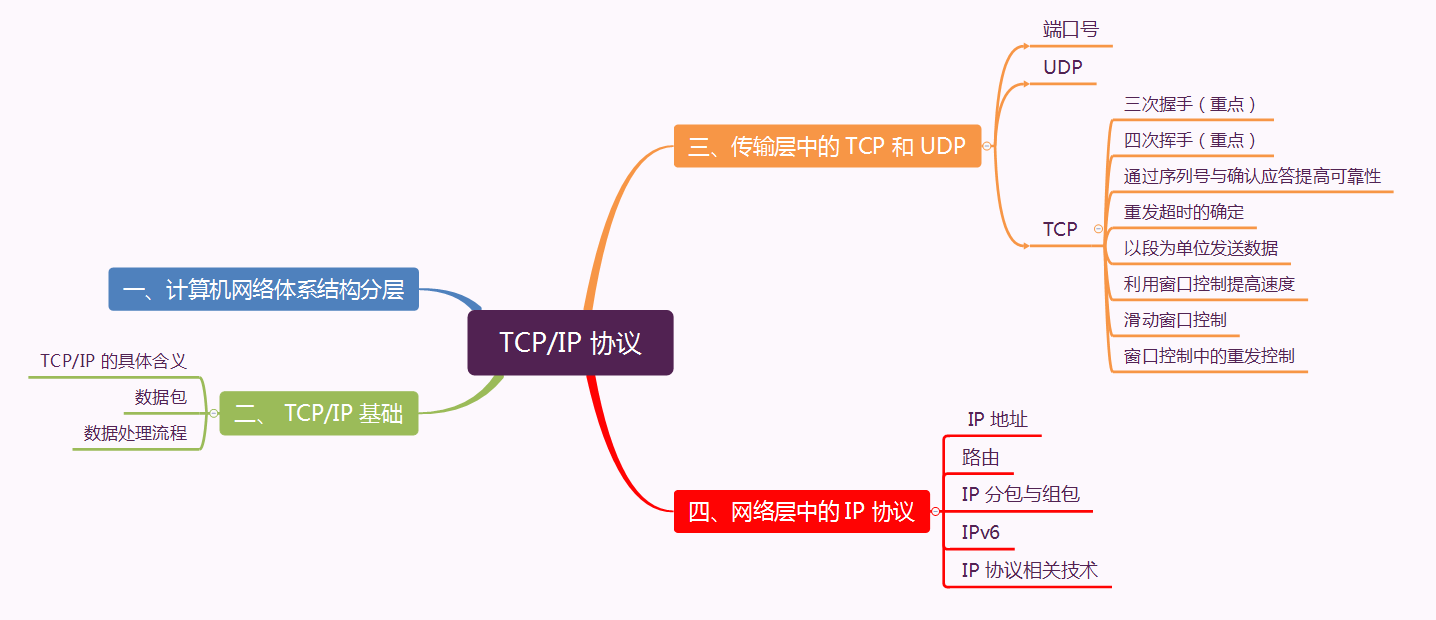 TCP/IP 协议
一、计算机网络体系结构分层
二、 TCP/IP 基础
TCP/IP 的具体含义
数据包
数据处理流程
三、传输层中的 TCP 和 UDP
端口号
UDP
TCP
三次握手（重点）
四次挥手（重点）
通过序列号与确认应答提高可靠性
重发超时的确定
以段为单位发送数据
利用窗口控制提高速度
滑动窗口控制
窗口控制中的重发控制
四、网络层中的 IP 协议
IP 地址
路由
IP 分包与组包
IPv6
IP 协议相关技术